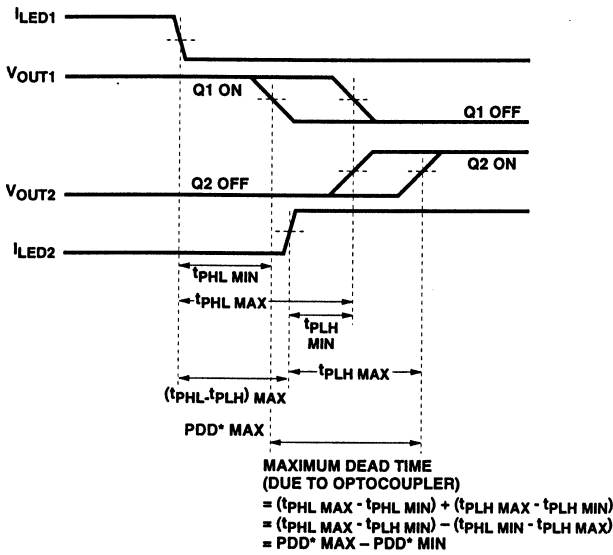 ILED1
VOUT1
Q1 ON
Q1 OFF
Q2 ON
Q2 OFF
VOUT2
ILED2
tPHL MIN
tPHL MAX
tPLH
MIN
tPLH MAX
(tPHL-tPLH) MAX
PDD* MAX
MAXIMUM DEAD TIME
(DUE TO OPTOCOUPLER)
= (tPHL MAX - tPHL MIN) + (tPLH MAX - tPLH MIN)
= (tPHL MAX - tPLH MIN) – (tPHL MIN - tPLH MAX)
= PDD* MAX – PDD* MIN